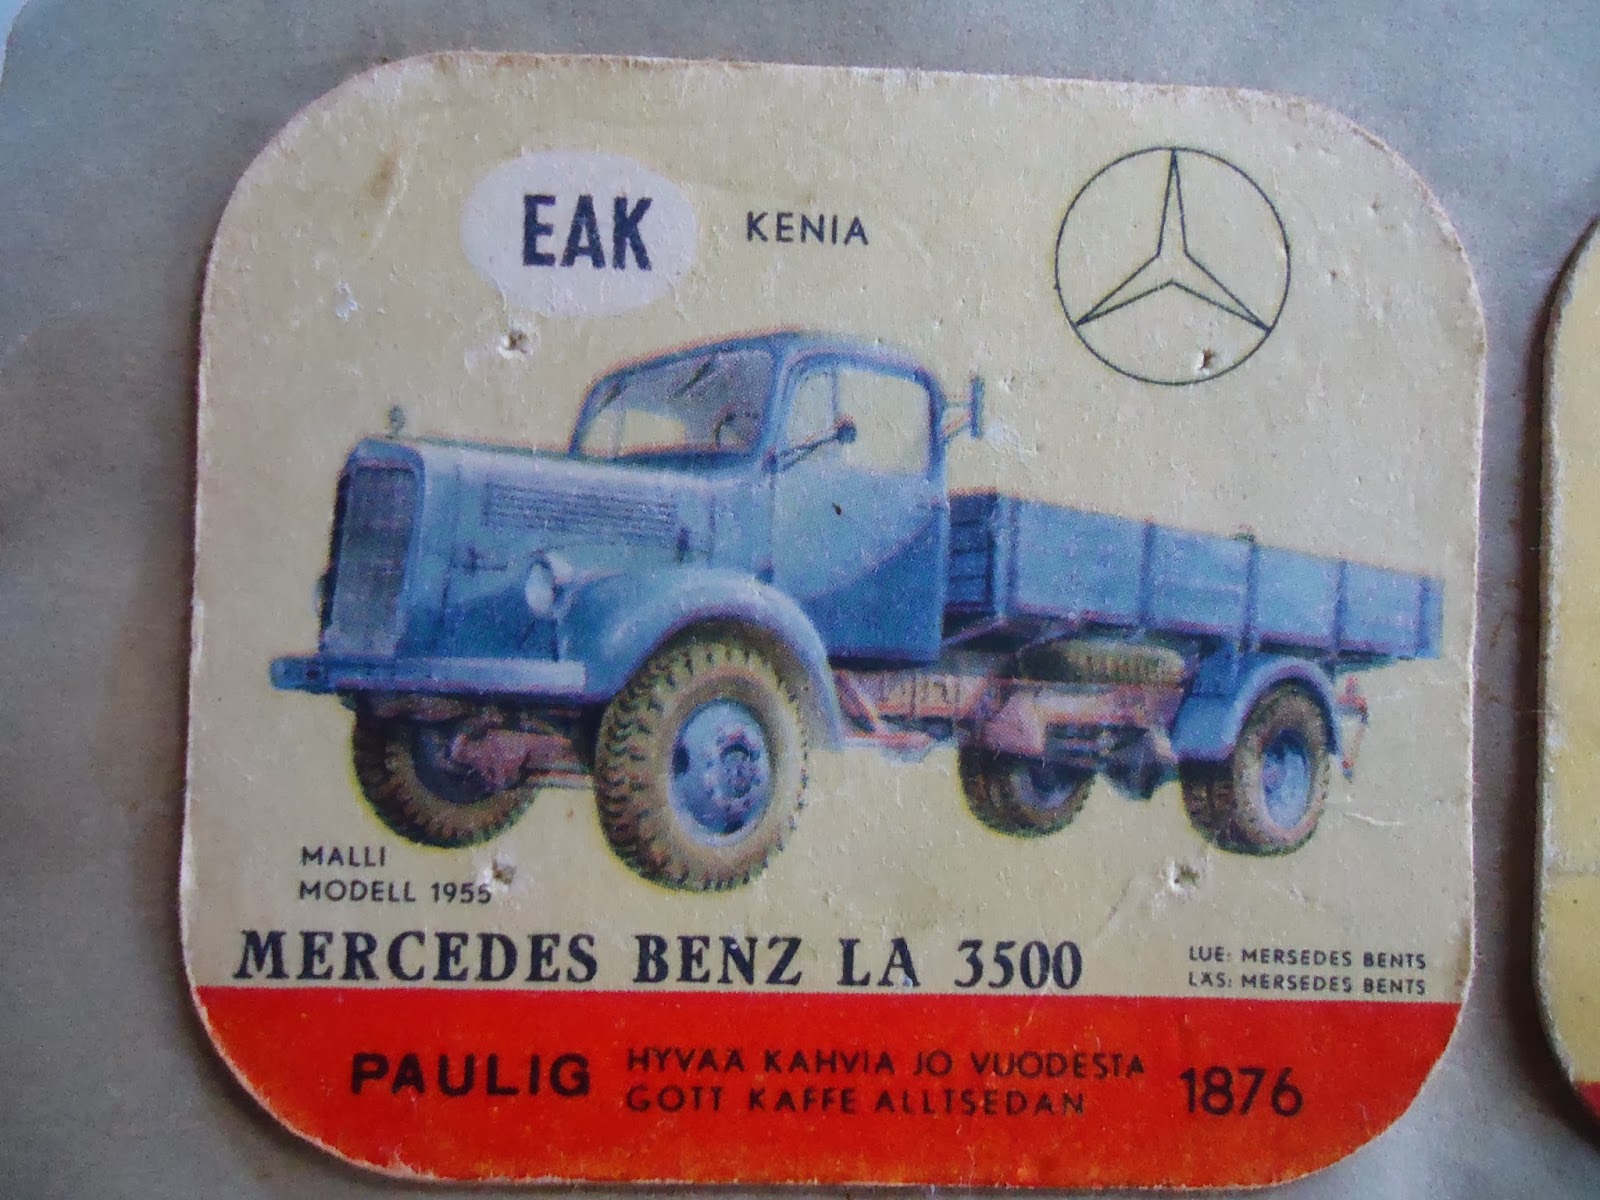 EAK KENIA
MALLI
MODELL 1955
MERCEDES BENZ LA 3500
LUE: MERSEDES BENTS
LÄS: MERSEDES BENTS
PAULIG
HYVÄÄ KAHVIA JO VUODESTA
GOTT KAFFE ALLTSEDAN
1876